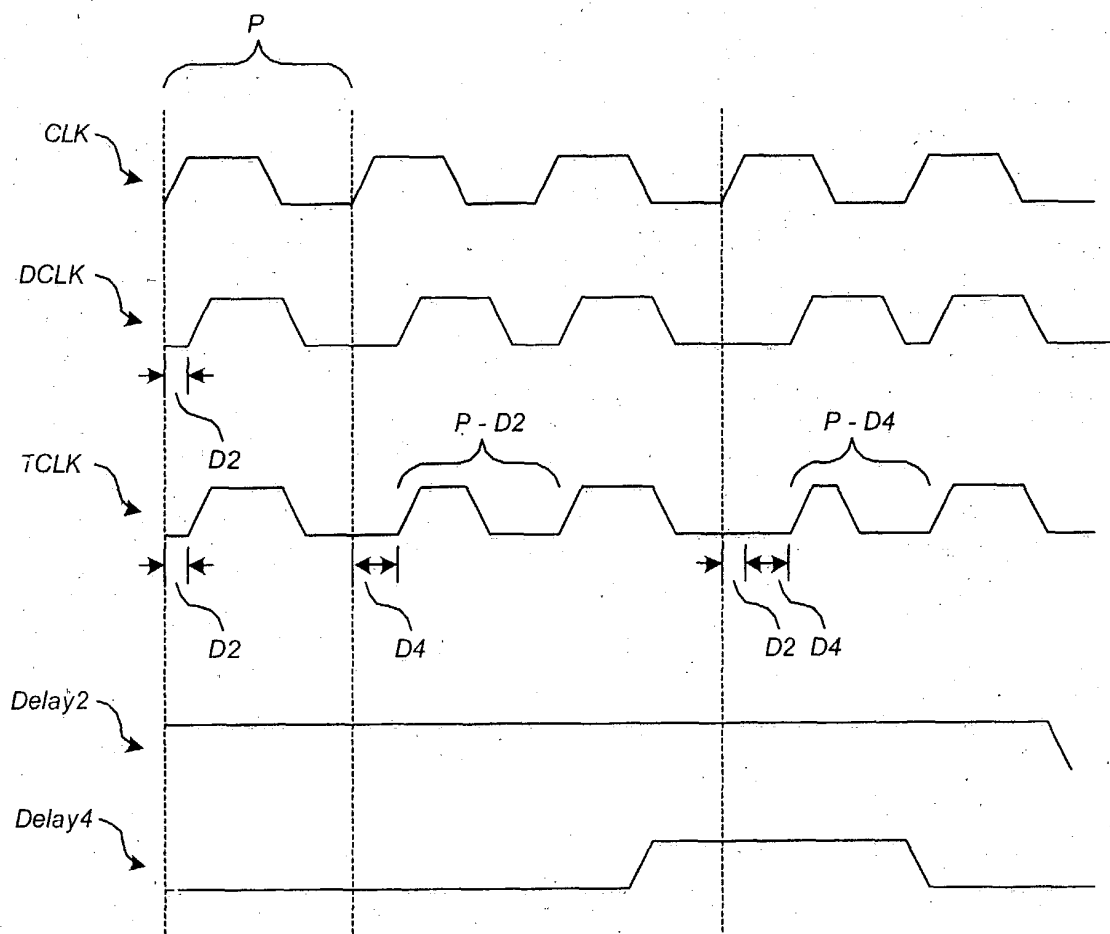 P
CLK
DCLK
D2
P - D2
P - D4
TCLK
D2
D4
D2 D4
Delay2
Delay4